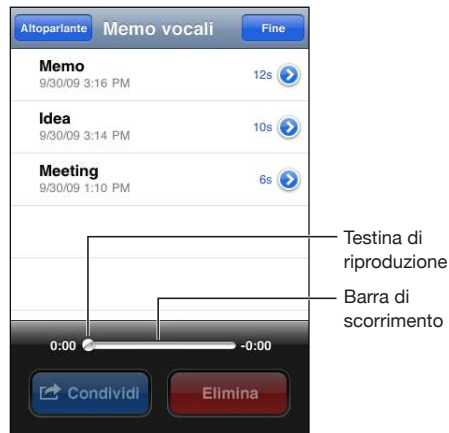 Altoparlante Memo vocali Fine
Memo
9/30/09 3:16 PM
12s
Idea
9/30/09 3:14 PM
10s
Meeting
9/30/09 1:10 PM
6s
Testina di
riproduzione
Barra di
scorrimento
0:00 -0:00
Condividi Elimina